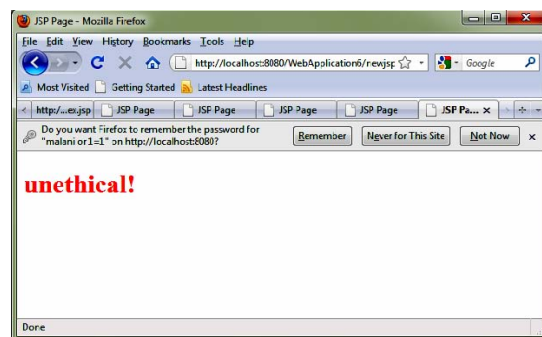 JSP Page - Mozilla Firefox
File Edit View History Bookmarks Tools Help
http://localhost:8080/WebApplication6/newjsp Google
Most Visited Getting Started Latest Headlines
http:/...ex.jsp JSP Page JSP Page JSP Page JSP Page JSP Pa...
Do you want Firefox to remember the password for
"malani or 1=1" on http://localhost:8080?
Remember Never for This Site Not Now
unethical!
Done